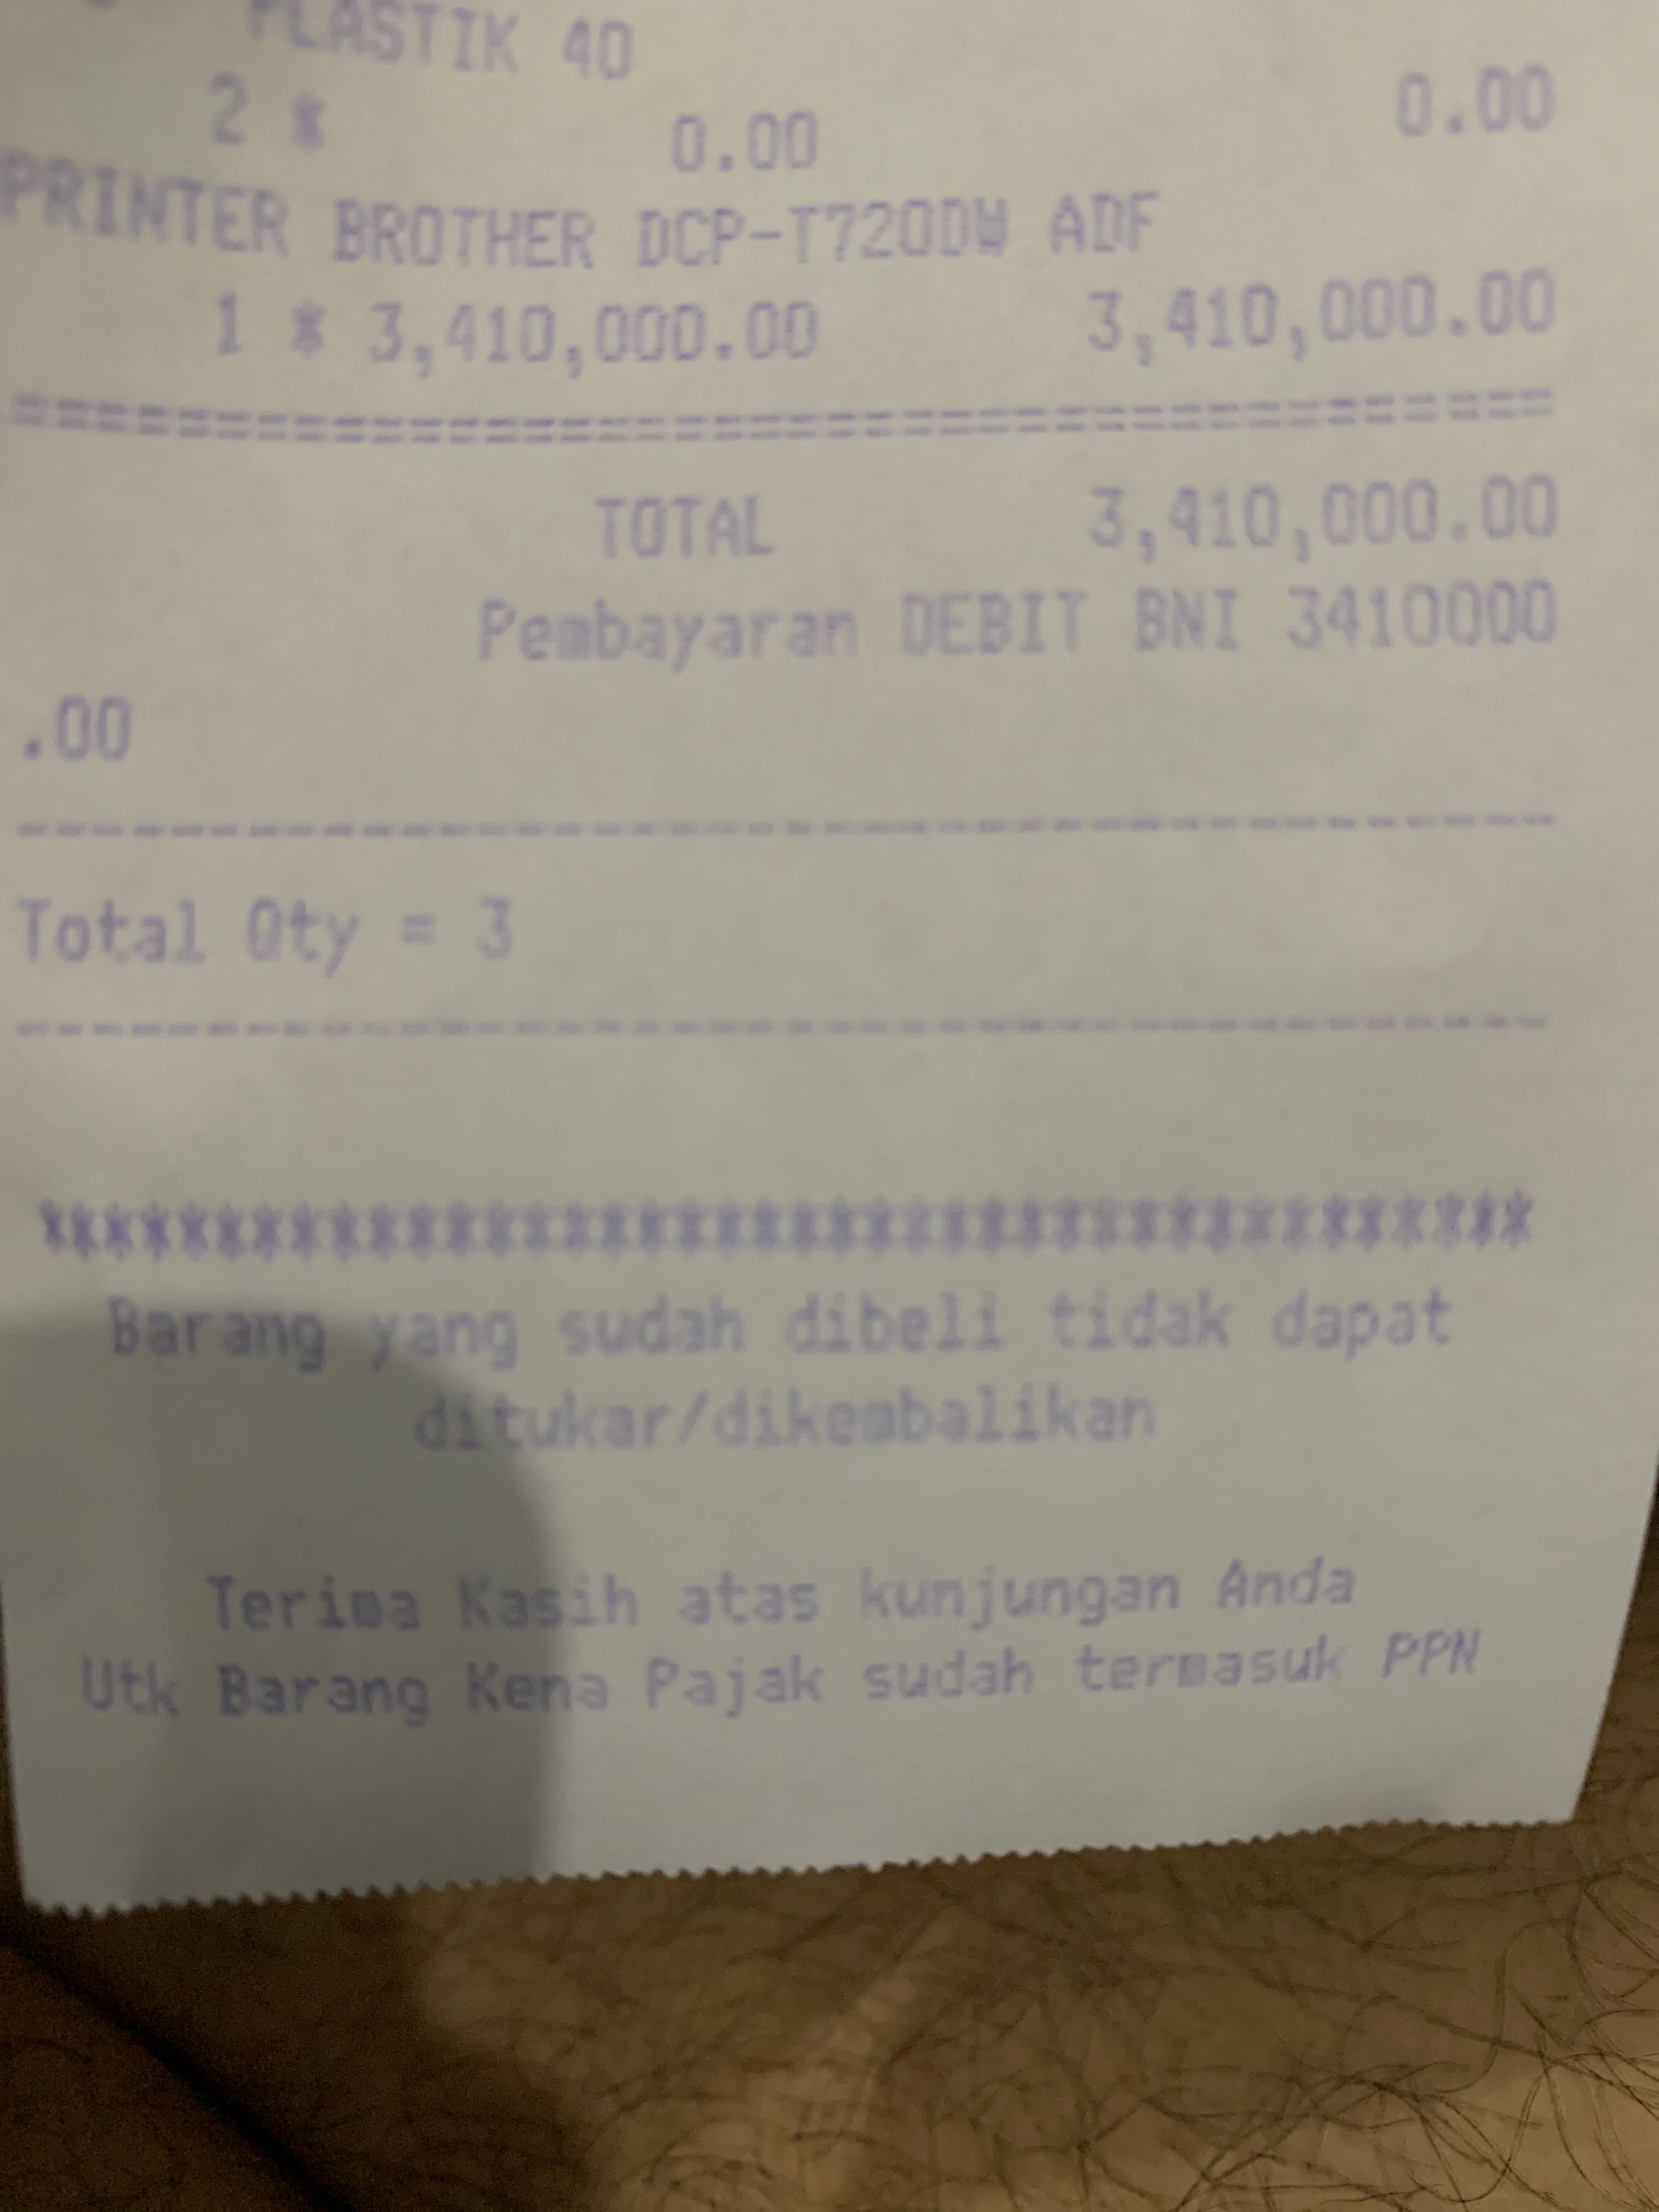 PLASTIK 40
2 * 0.00 0.00
PRINTER BROTHER DCP-T720DW ADF
1 * 3,410,000.00 3,410,000.00
========================================
TOTAL 3,410,000.00
Pembayaran DEBIT BNI 3410000
.00
----------------------------------------
Total Qty = 3
----------------------------------------
****************************************
Barang yang sudah dibeli tidak dapat
ditukar/dikembalikan
Terima Kasih atas kunjungan Anda
Utk Barang Kena Pajak sudah termasuk PPN